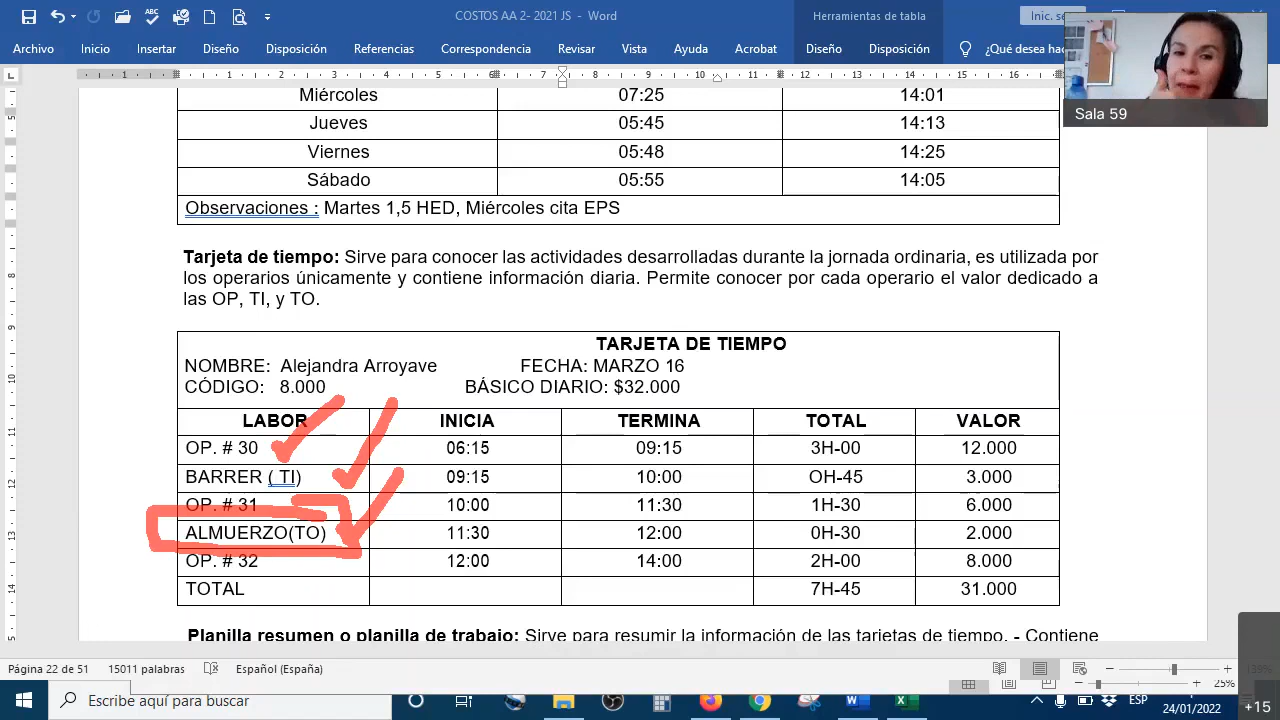 COSTOS AA 2- 2021 JS - Word
Herramientas de tabla
Inic. se
Archivo Inicio Insertar Diseño Disposición Referencias Correspondencia Revisar Vista Ayuda Acrobat Diseño Disposición ¿Qué desea hac
Sala 59
Miércoles 07:25 14:01
Jueves 05:45 14:13
Viernes 05:48 14:25
Sábado 05:55 14:05
Observaciones : Martes 1,5 HED, Miércoles cita EPS
Tarjeta de tiempo: Sirve para conocer las actividades desarrolladas durante la jornada ordinaria, es utilizada por
los operarios únicamente y contiene información diaria. Permite conocer por cada operario el valor dedicado a
las OP, TI, y TO.
TARJETA DE TIEMPO
NOMBRE: Alejandra Arroyave FECHA: MARZO 16
CÓDIGO: 8.000 BÁSICO DIARIO: $32.000
LABOR INICIA TERMINA TOTAL VALOR
OP. # 30 06:15 09:15 3H-00 12.000
BARRER ( TI) 09:15 10:00 OH-45 3.000
OP. # 31 10:00 11:30 1H-30 6.000
ALMUERZO(TO) 11:30 12:00 0H-30 2.000
OP. # 32 12:00 14:00 2H-00 8.000
TOTAL 7H-45 31.000
Planilla resumen o planilla de trabajo: Sirve para resumir la información de las tarjetas de tiempo. - Contiene
Página 22 de 51 15011 palabras Español (España) 135%
25%
Escribe aquí para buscar
ESP
24/01/2022
+15